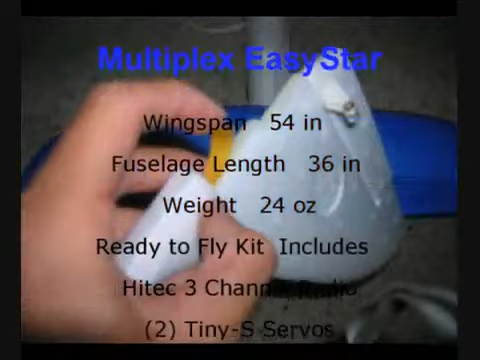 Multiplex EasyStar
Wingspan 54 in
Fuselage Length 36 in
Weight 24 oz
Ready to Fly Kit Includes
Hitec 3 Channel Radio
(2) Tiny-S Servos